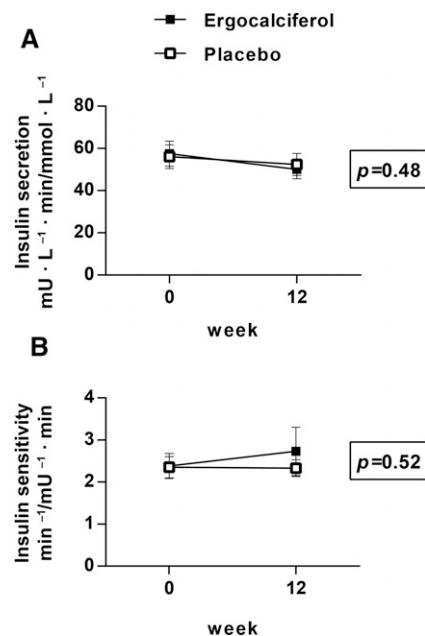 Ergocalciferol
Placebo
A
Insulin secretion
mU · L⁻¹ · min/mmol · L⁻¹
80
60
40
20
0
0 12
week
p=0.48
B
Insulin sensitivity
min⁻¹/mU⁻¹ · min
4
3
2
1
0
0 12
week
p=0.52